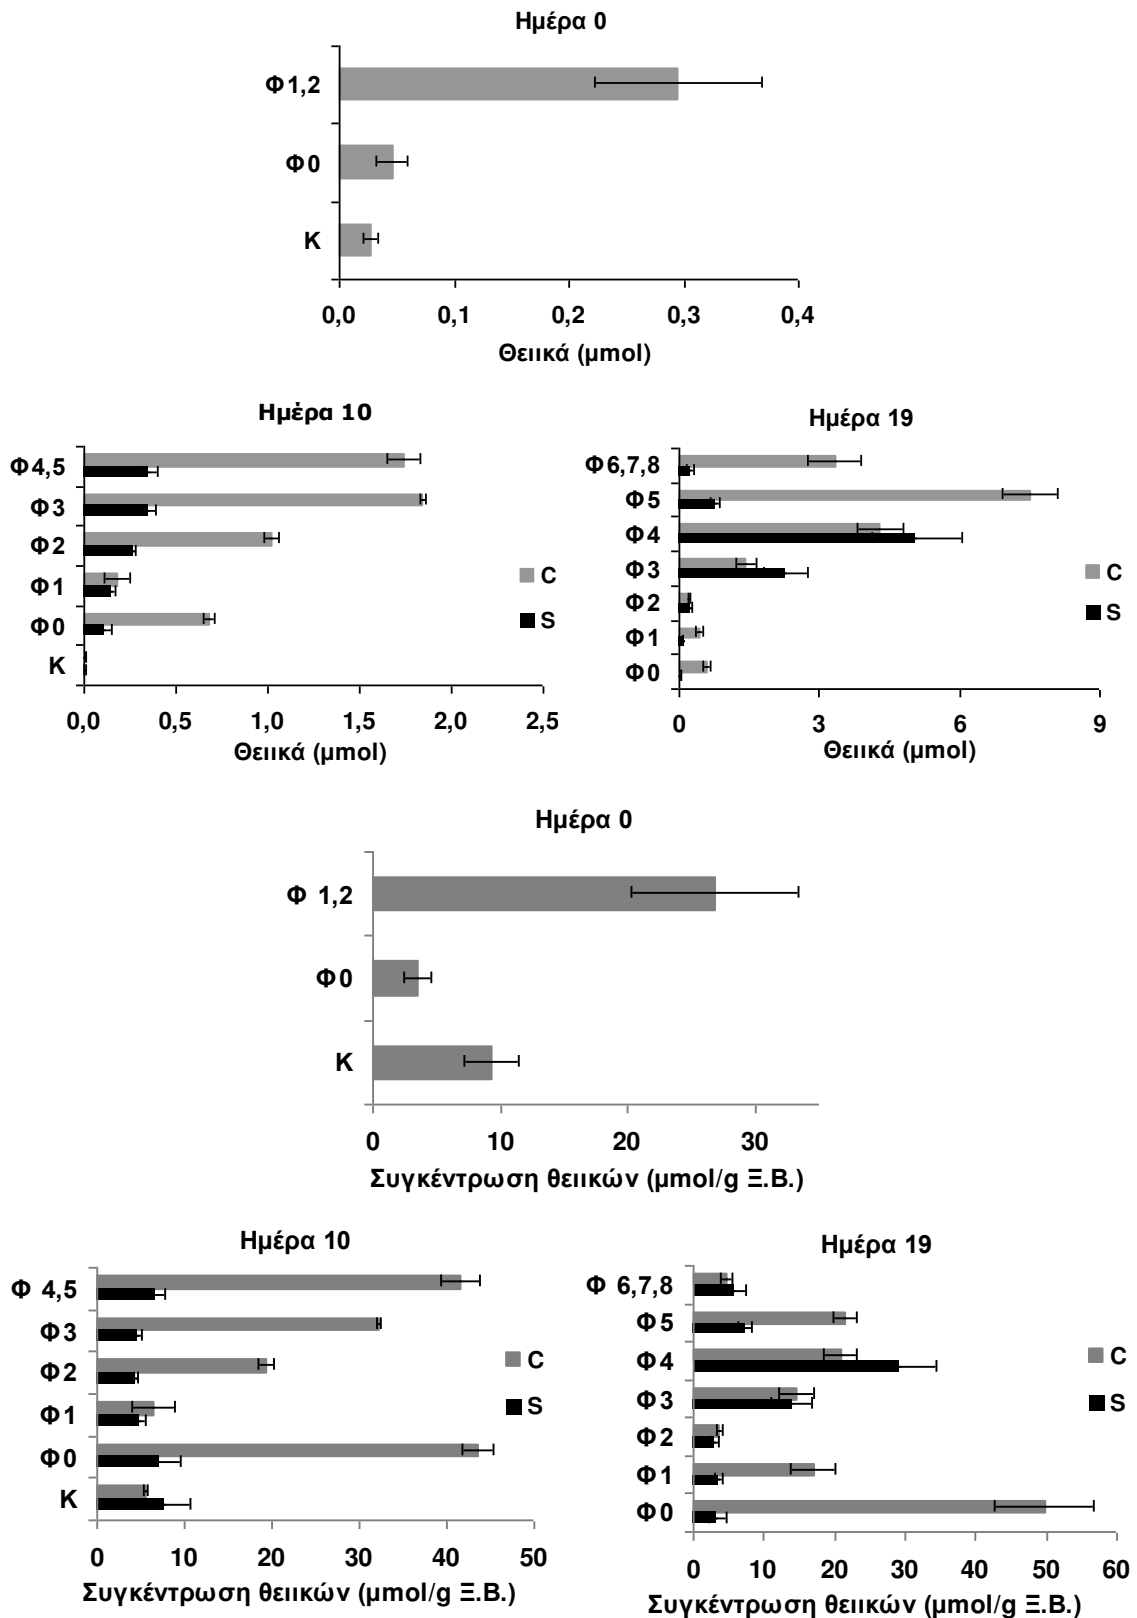 Ημέρα 0
Φ1,2
Φ0
Κ
0,0 0,1 0,2 0,3 0,4
Θειικά (μmol)
Ημέρα 10
Φ4,5
Φ3
Φ2
Φ1
Φ0
Κ
C
S
0,0 0,5 1,0 1,5 2,0 2,5
Θειικά (μmol)
Ημέρα 19
Φ6,7,8
Φ5
Φ4
Φ3
Φ2
Φ1
Φ0
C
S
0 3 6 9
Θειικά (μmol)
Ημέρα 0
Φ 1,2
Φ0
Κ
0 10 20 30
Συγκέντρωση θειικών (μmol/g Ξ.Β.)
Ημέρα 10
Φ 4,5
Φ3
Φ2
Φ1
Φ0
Κ
C
S
0 10 20 30 40 50
Συγκέντρωση θειικών (μmol/g Ξ.Β.)
Ημέρα 19
Φ 6,7,8
Φ5
Φ4
Φ3
Φ2
Φ1
Φ0
C
S
0 10 20 30 40 50 60
Συγκέντρωση θειικών (μmol/g Ξ.Β.)